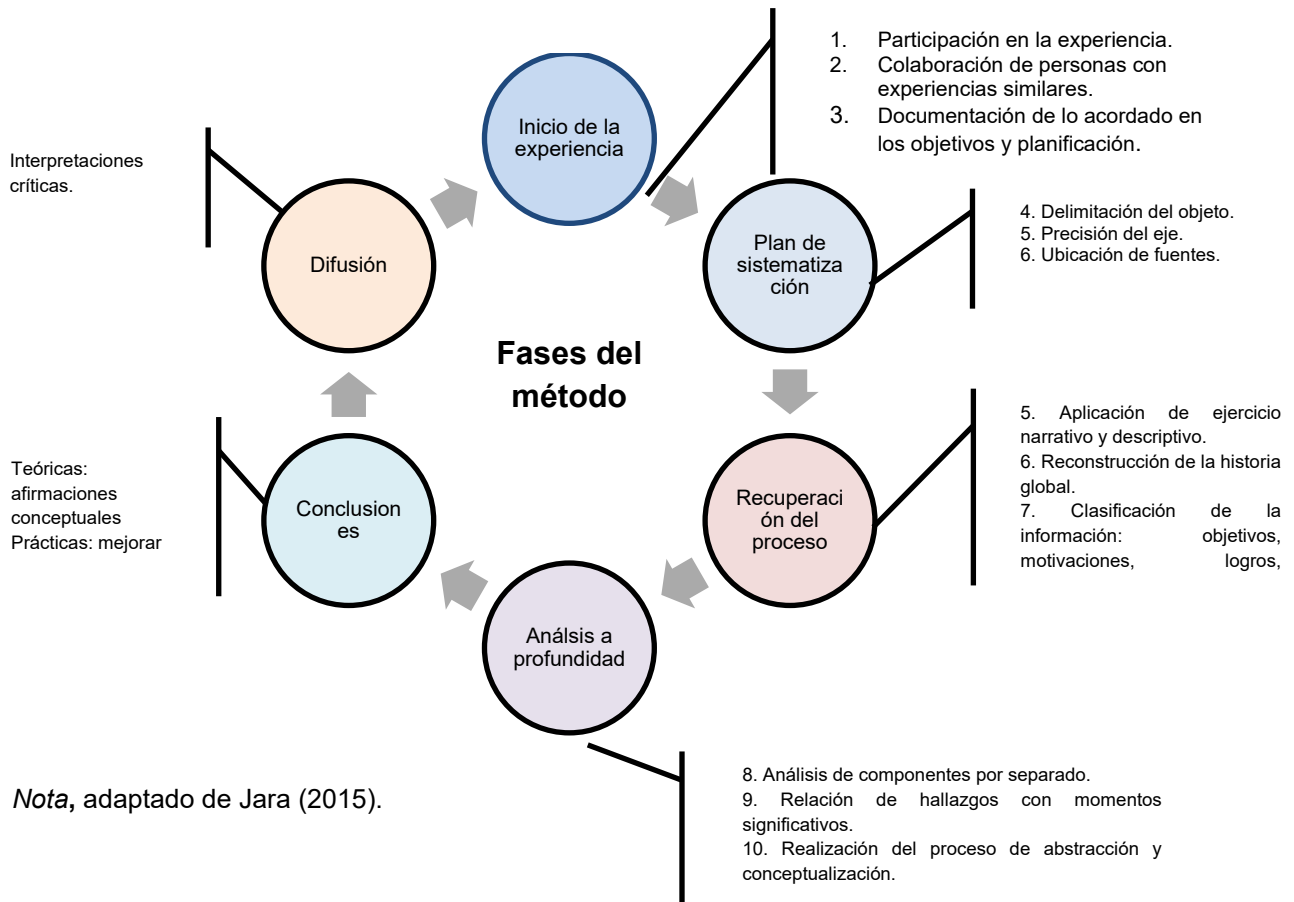 Inicio de la
experiencia
1. Participación en la experiencia.
2. Colaboración de personas con
experiencias similares.
3. Documentación de lo acordado en
los objetivos y planificación.
Plan de
sistematiza
ción
4. Delimitación del objeto.
5. Precisión del eje.
6. Ubicación de fuentes.
Fases del
método
Recuperaci
ón del
proceso
5. Aplicación de ejercicio
narrativo y descriptivo.
6. Reconstrucción de la historia
global.
7. Clasificación de la
información: objetivos,
motivaciones, logros,
Análsis a
profundidad
8. Análisis de componentes por separado.
9. Relación de hallazgos con momentos
significativos.
10. Realización del proceso de abstracción y
conceptualización.
Conclusion
es
Teóricas:
afirmaciones
conceptuales
Prácticas: mejorar
Difusión
Interpretaciones
críticas.
Nota, adaptado de Jara (2015).